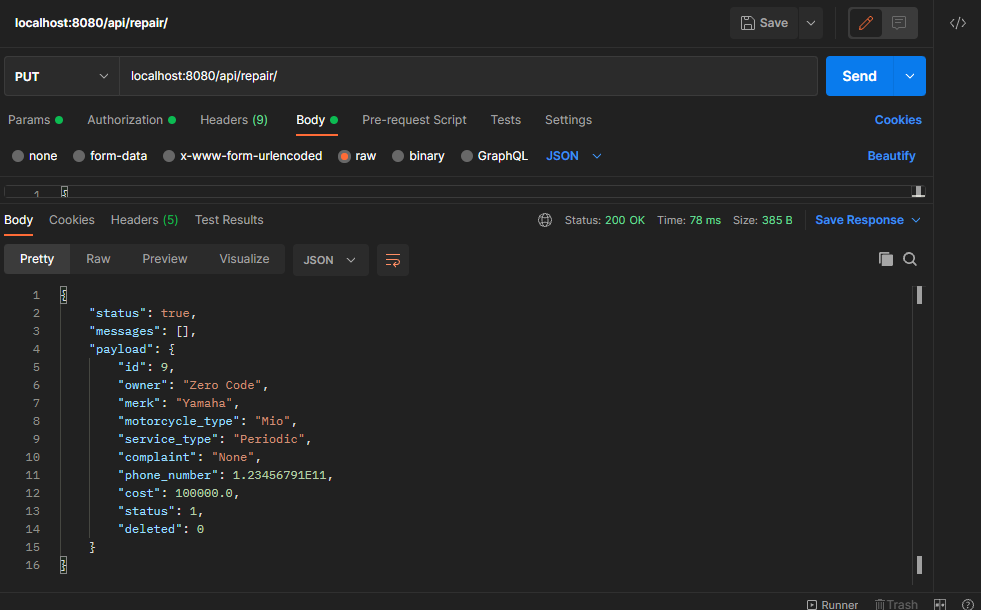 localhost:8080/api/repair/
Save
PUT
localhost:8080/api/repair/
Send
Params
Authorization
Headers (9)
Body
Pre-request Script
Tests
Settings
Cookies
none
form-data
x-www-form-urlencoded
raw
binary
GraphQL
JSON
Beautify
1 {
Body
Cookies
Headers (5)
Test Results
Status: 200 OK
Time: 78 ms
Size: 385 B
Save Response
Pretty
Raw
Preview
Visualize
JSON
1 {
2 "status": true,
3 "messages": [],
4 "payload": {
5 "id": 9,
6 "owner": "Zero Code",
7 "merk": "Yamaha",
8 "motorcycle_type": "Mio",
9 "service_type": "Periodic",
10 "complaint": "None",
11 "phone_number": 1.23456791E11,
12 "cost": 100000.0,
13 "status": 1,
14 "deleted": 0
15 }
16 }
Runner
Trash